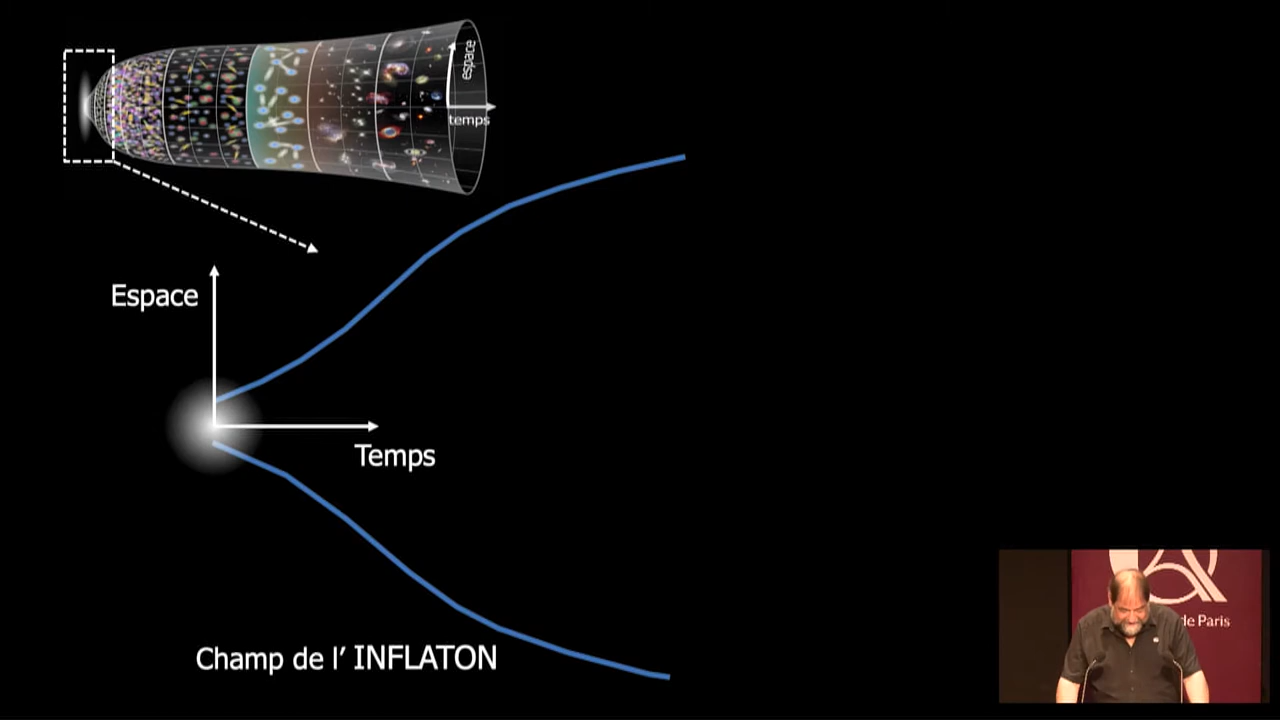 espace
temps
Espace
Temps
Champ de l’ INFLATON
de Paris